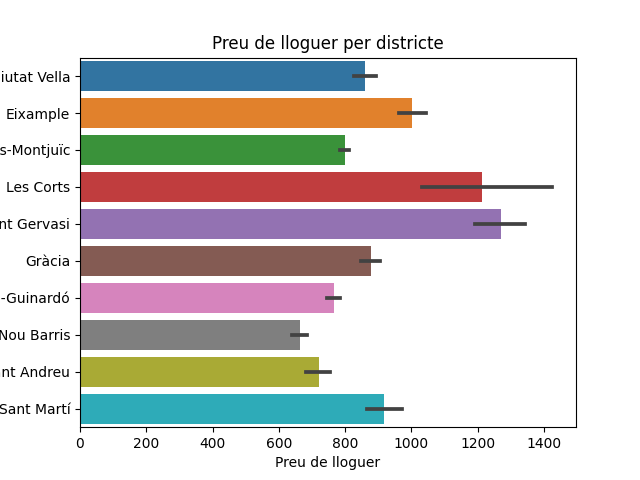 Preu de lloguer per districte
iutat Vella
Eixample
s-Montjuïc
Les Corts
nt Gervasi
Gràcia
-Guinardó
Nou Barris
nt Andreu
Sant Martí
0 200 400 600 800 1000 1200 1400
Preu de lloguer